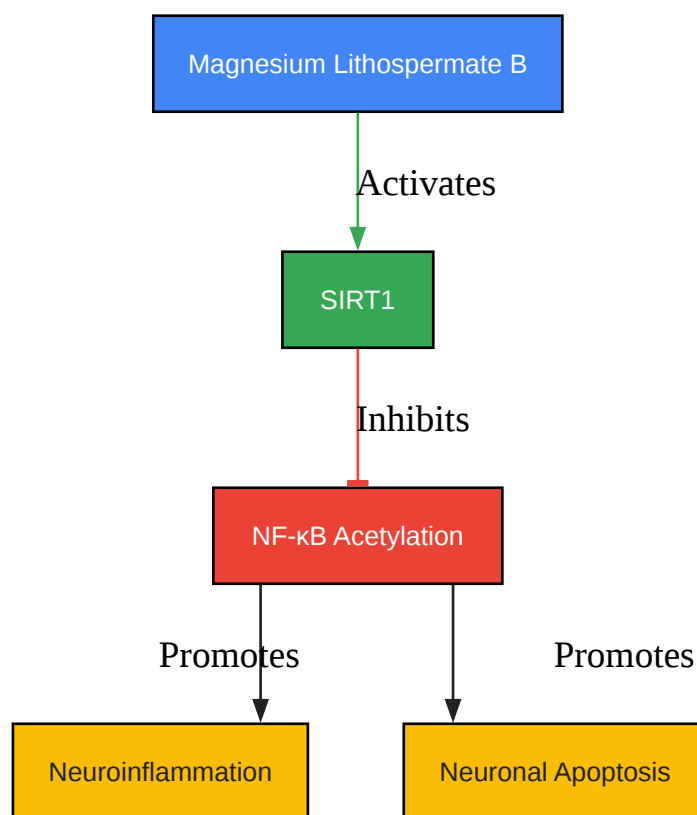 Magnesium Lithospermate B
Activates
SIRT1
Inhibits
NF-κB Acetylation
Promotes
Promotes
Neuroinflammation
Neuronal Apoptosis